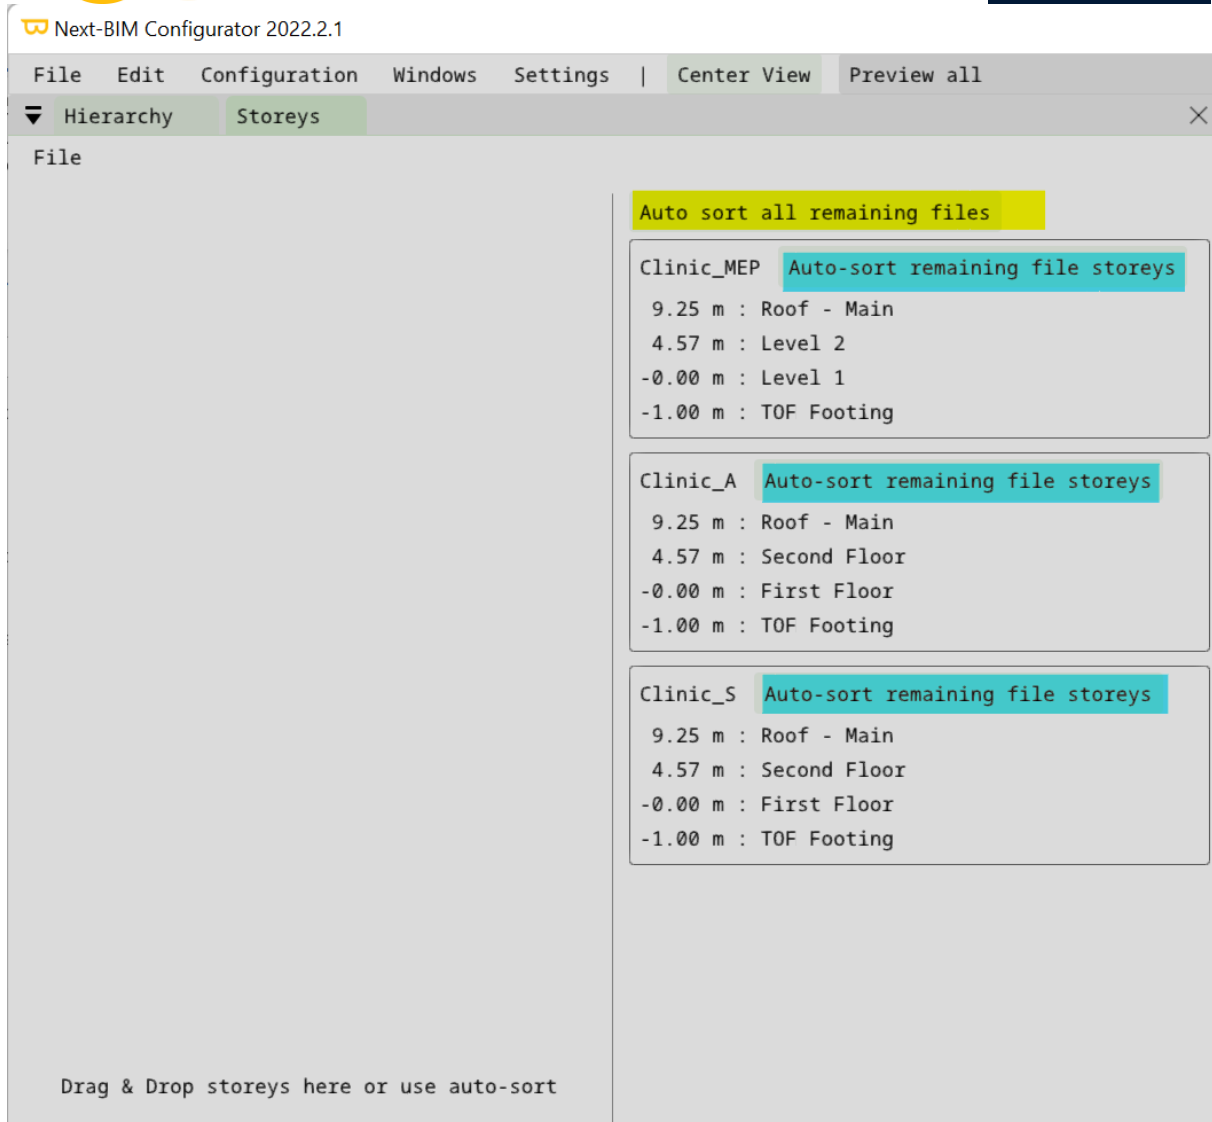 Next-BIM Configurator 2022.2.1
File Edit Configuration Windows Settings | Center View Preview all
Hierarchy Storeys
File
Auto sort all remaining files
Clinic_MEP Auto-sort remaining file storeys
9.25 m : Roof - Main
4.57 m : Level 2
-0.00 m : Level 1
-1.00 m : TOF Footing
Clinic_A Auto-sort remaining file storeys
9.25 m : Roof - Main
4.57 m : Second Floor
-0.00 m : First Floor
-1.00 m : TOF Footing
Clinic_S Auto-sort remaining file storeys
9.25 m : Roof - Main
4.57 m : Second Floor
-0.00 m : First Floor
-1.00 m : TOF Footing
Drag & Drop storeys here or use auto-sort